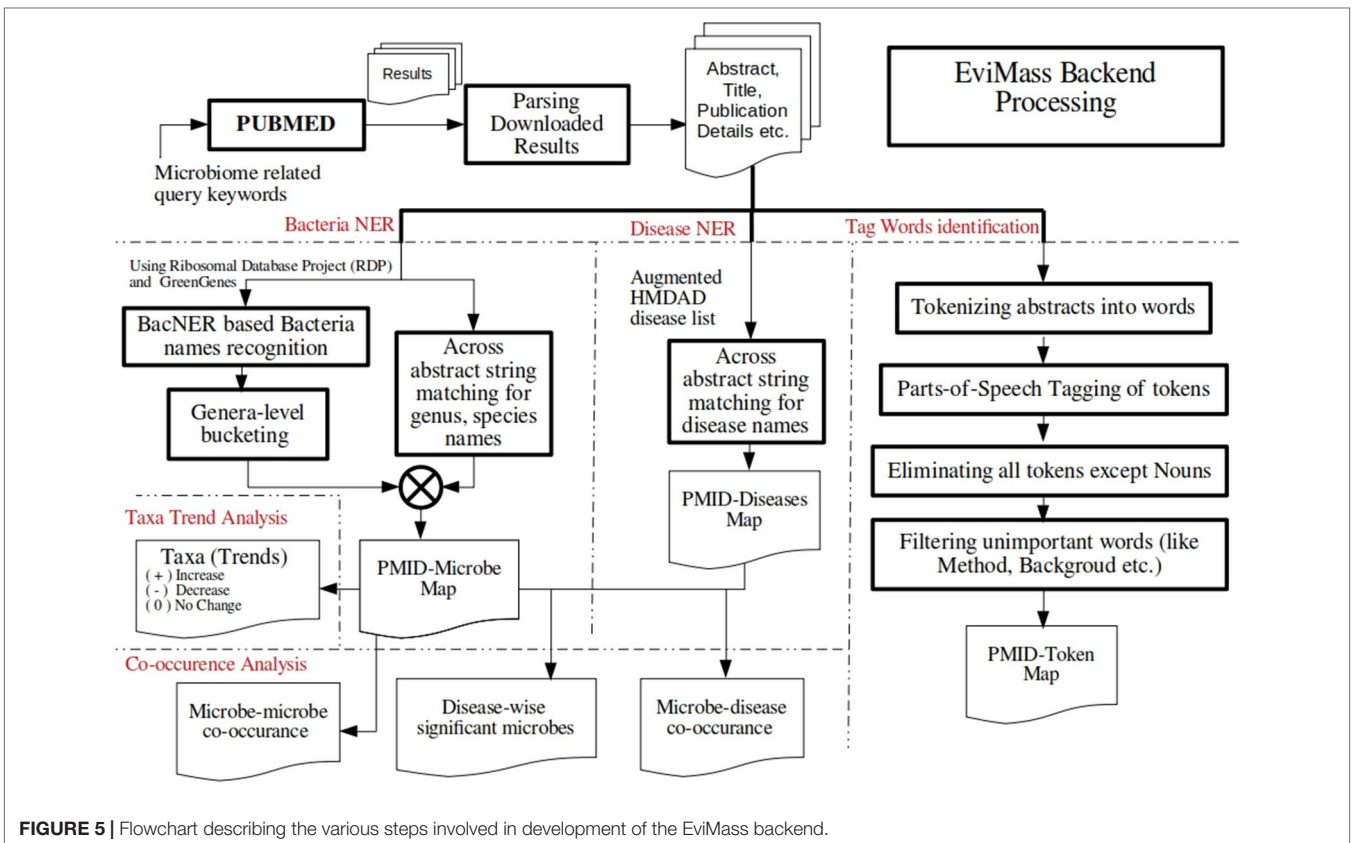 Results
Abstract,
Title,
Publication
Details etc.
EviMass Backend
Processing
PUBMED
Parsing
Downloaded
Results
Microbiome related
query keywords
Bacteria NER
Disease NER
Tag Words identification
Using Ribosomal Database Project (RDP)
and GreenGenes
BacNER based Bacteria
names recognition
Genera-level
bucketing
Across
abstract string
matching for
genus, species
names
Augmented
HMDAD
disease list
Across
abstract string
matching for
disease names
Tokenizing abstracts into words
Parts-of-Speech Tagging of tokens
Eliminating all tokens except Nouns
Filtering unimportant words (like
Method, Backgroud etc.)
PMID-Token
Map
PMID-Diseases
Map
Taxa Trend Analysis
Taxa (Trends)
( + ) Increase
( - ) Decrease
( 0 ) No Change
PMID-Microbe
Map
Co-occurence Analysis
Microbe-microbe
co-occurance
Disease-wise
significant microbes
Microbe-disease
co-occurance
FIGURE 5 | Flowchart describing the various steps involved in development of the EviMass backend.